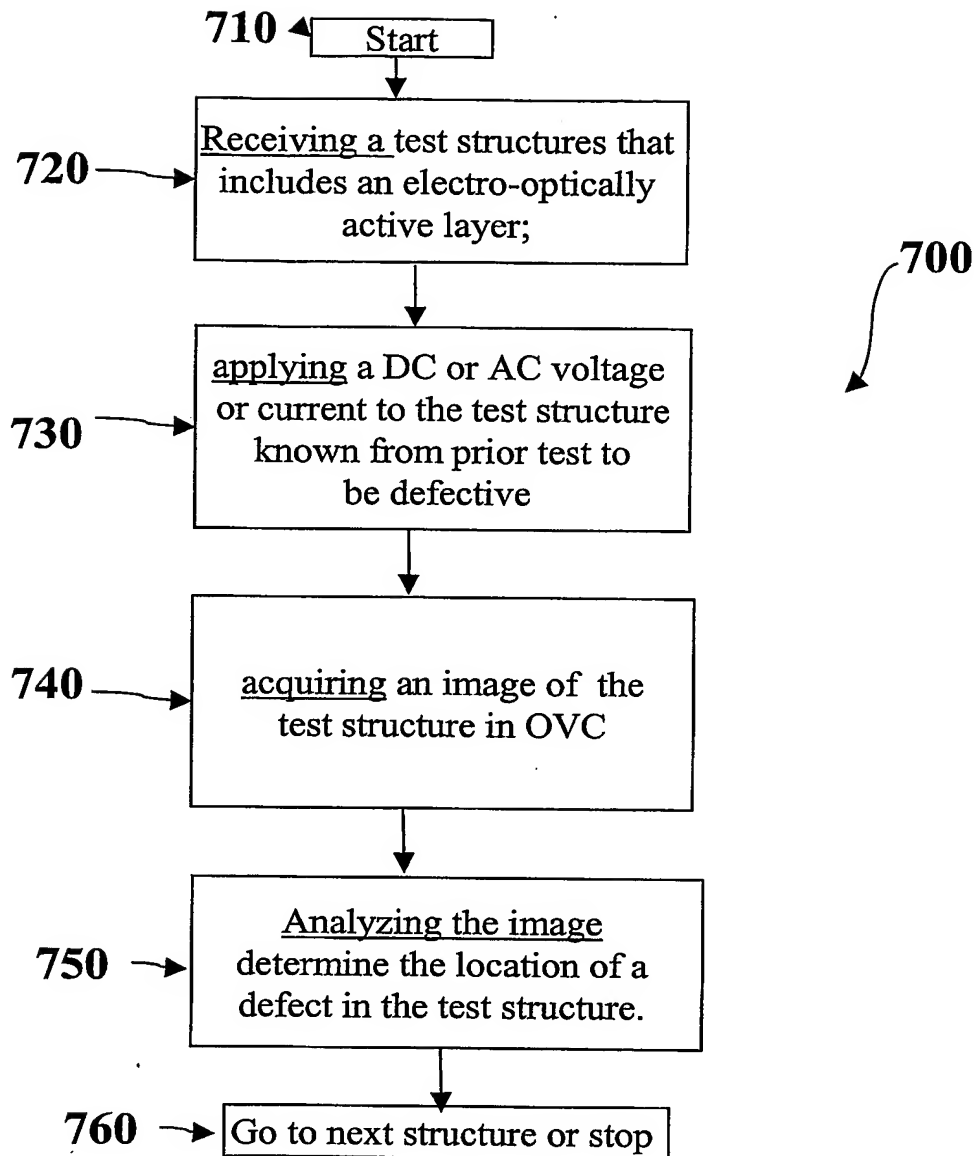 710
Start
720
Receiving a test structures that
includes an electro-optically
active layer;
700
730
applying a DC or AC voltage
or current to the test structure
known from prior test to
be defective
740
acquiring an image of the
test structure in OVC
750
Analyzing the image
determine the location of a
defect in the test structure.
760
Go to next structure or stop